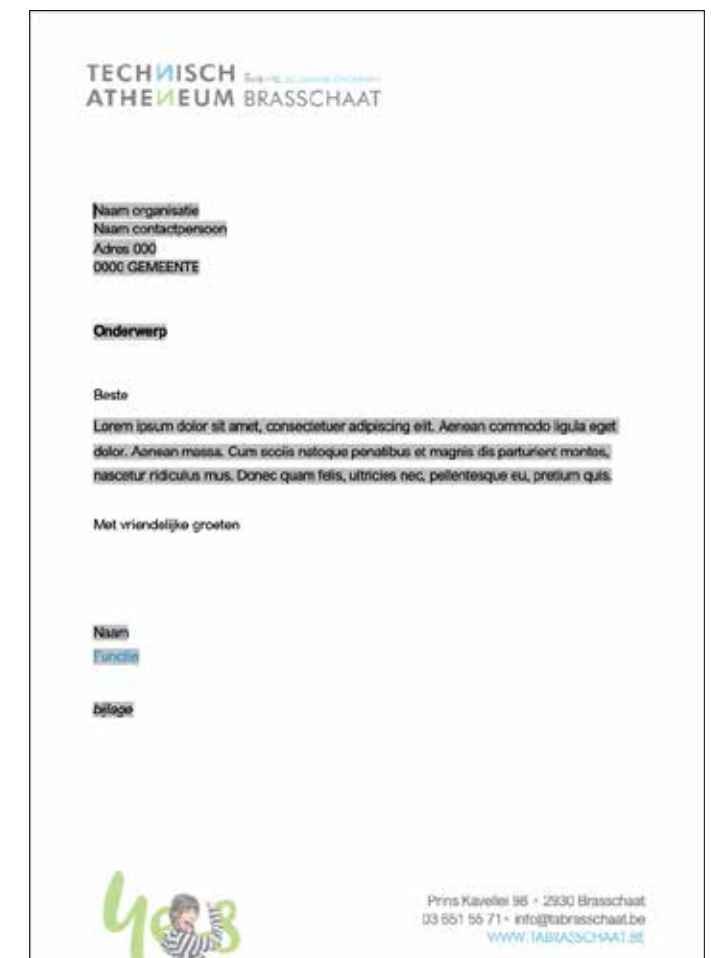 TECHNISCH
ATHENEUM BRASSCHAAT
Naam organisatie
Naam contactpersoon
Adres 000
0000 GEMEENTE
Onderwerp
Beste
Lorem ipsum dolor sit amet, consectetuer adipiscing elit. Aenean commodo ligula eget
dolor. Aenean massa. Cum sociis natoque penatibus et magnis dis parturient montes,
nascetur ridiculus mus. Donec quam felis, ultricies nec, pellentesque eu, pretium quis.
Met vriendelijke groeten
Naam
Functie
bijlage
Prins Kavellei 98 • 2930 Brasschaat
03 651 55 71 • info@tabrasschaat.be
WWW.TABRASSCHAAT.BE